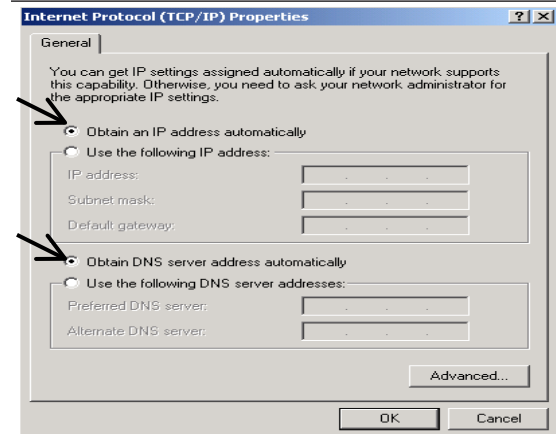 Internet Protocol (TCP/IP) Properties
General
You can get IP settings assigned automatically if your network supports
this capability. Otherwise, you need to ask your network administrator for
the appropriate IP settings.
Obtain an IP address automatically
Use the following IP address:
IP address:
Subnet mask:
Default gateway:
Obtain DNS server address automatically
Use the following DNS server addresses:
Preferred DNS server:
Alternate DNS server:
Advanced...
OK
Cancel